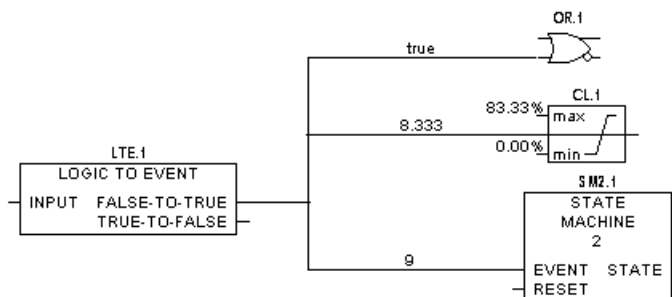 OR.1
true
CL.1
83.33%
max
8.333
0.00%
min
LTE.1
LOGIC TO EVENT
INPUT FALSE-TO-TRUE
TRUE-TO-FALSE
SM2.1
STATE
MACHINE
2
9
EVENT STATE
RESET